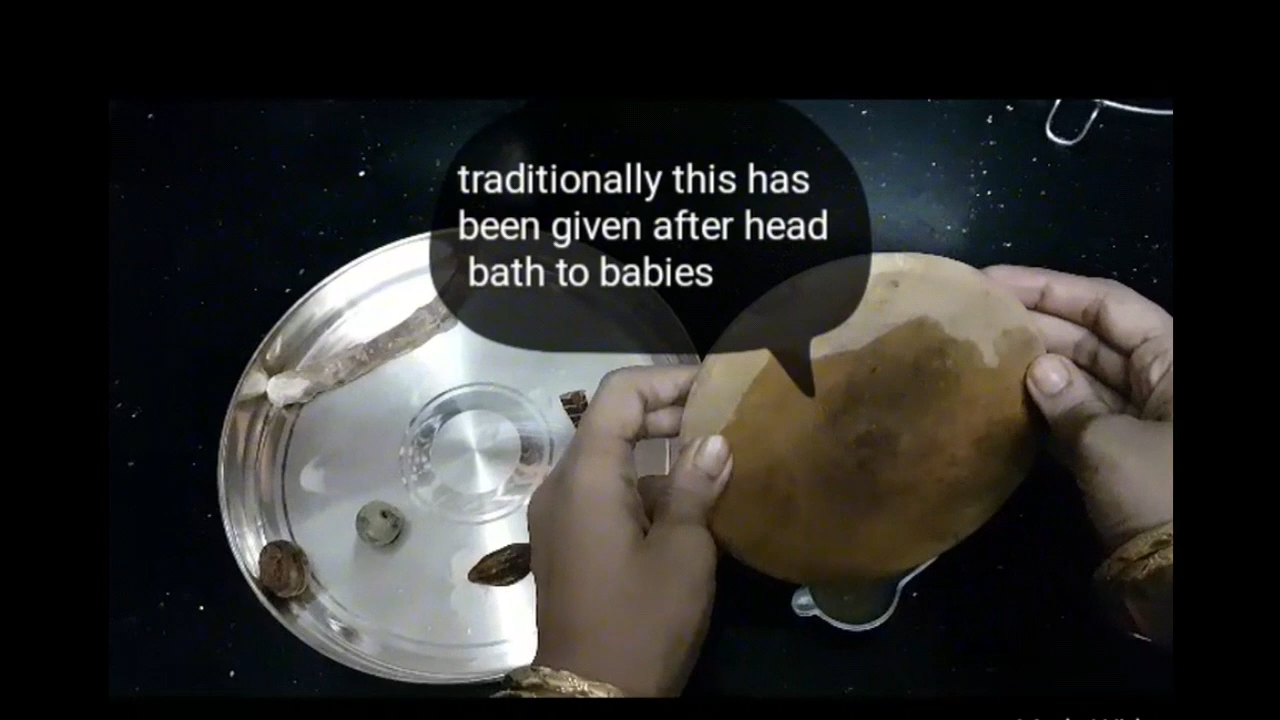 traditionally this has
been given after head
bath to babies